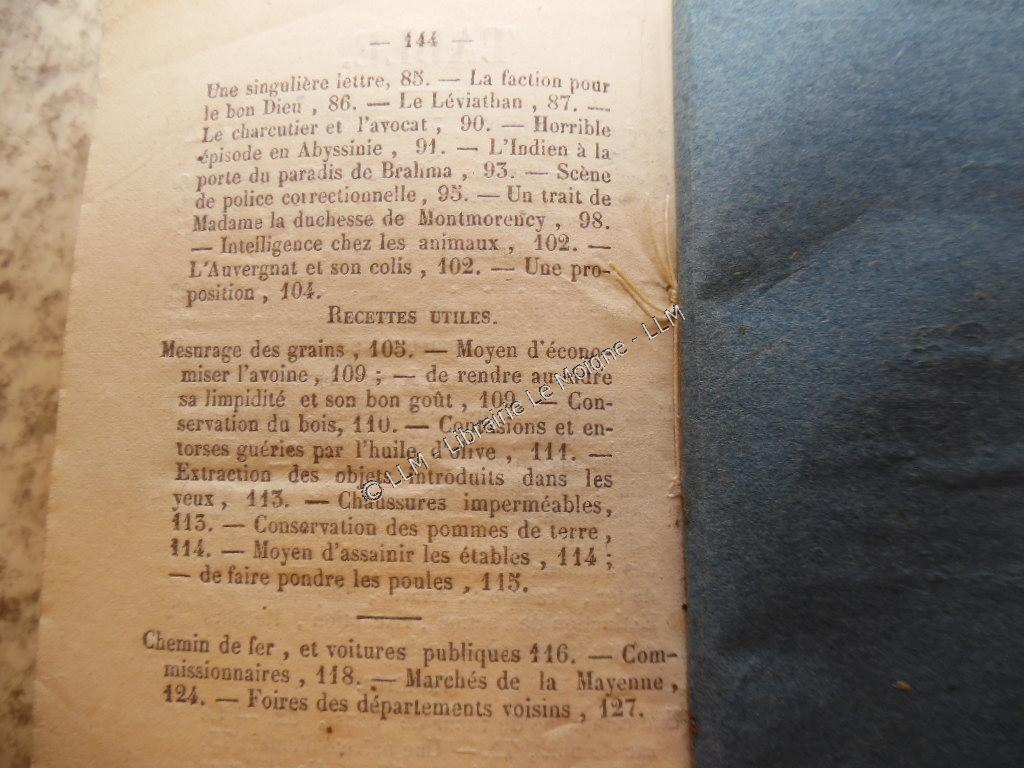 — 144 —
Une singulière lettre, 85. — La faction pour
le bon Dieu , 86. — Le Léviathan , 87. —
Le charcutier et l'avocat , 90. — Horrible
épisode en Abyssinie , 91. — L'Indien à la
porte du paradis de Brahma , 93. — Scène
de police correctionnelle , 95. — Un trait de
Madame la duchesse de Montmorency , 98.
— Intelligence chez les animaux , 102. —
L'Auvergnat et son colis , 102. — Une pro-
position , 104.
RECETTES UTILES.
Mesurage des grains , 105. — Moyen d'écono-
miser l'avoine , 109 ; — de rendre au cidre
sa limpidité et son bon goût , 109. — Con-
servation du bois, 110. — Contusions et en-
torses guéries par l'huile d'olive , 111. —
Extraction des objets introduits dans les
yeux , 113. — Chaussures imperméables,
113. — Conservation des pommes de terre ,
114. — Moyen d'assainir les étables , 114 ;
— de faire pondre les poules , 115.
Chemin de fer , et voitures publiques 116. — Com-
missionnaires , 118. — Marchés de la Mayenne ,
124. — Foires des départements voisins , 127.
© LLM - Librairie Le Moigne - LLM